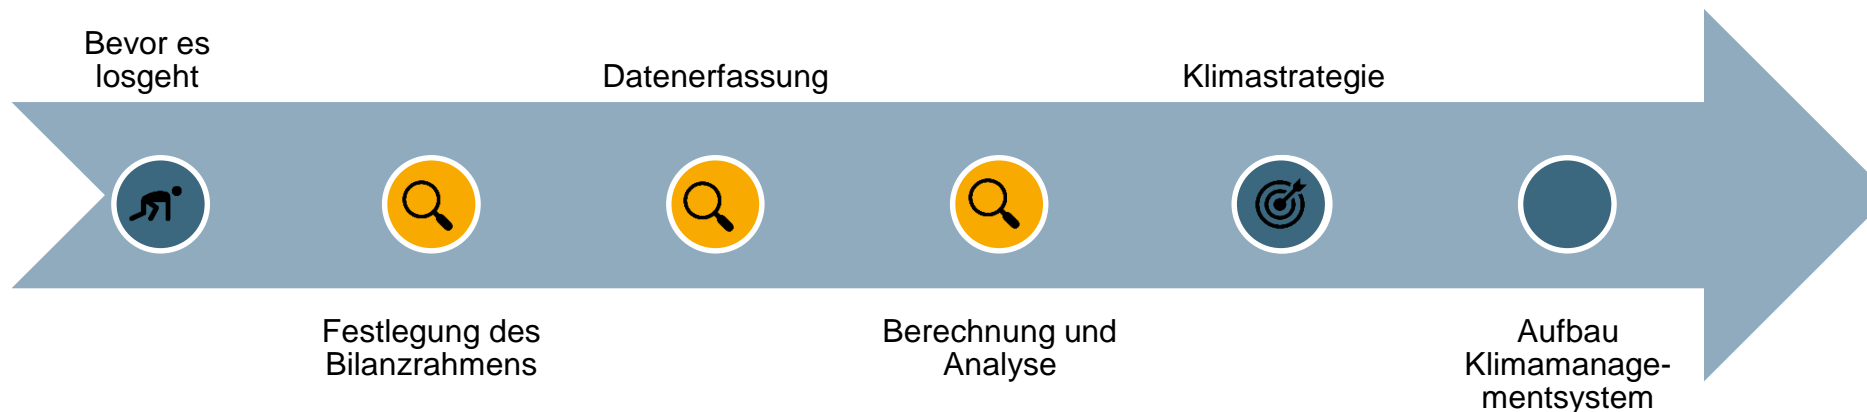 Bevor es
losgeht
Festlegung des
Bilanzrahmens
Datenerfassung
Berechnung und
Analyse
Klimastrategie
Aufbau
Klimamanage-
mentsystem